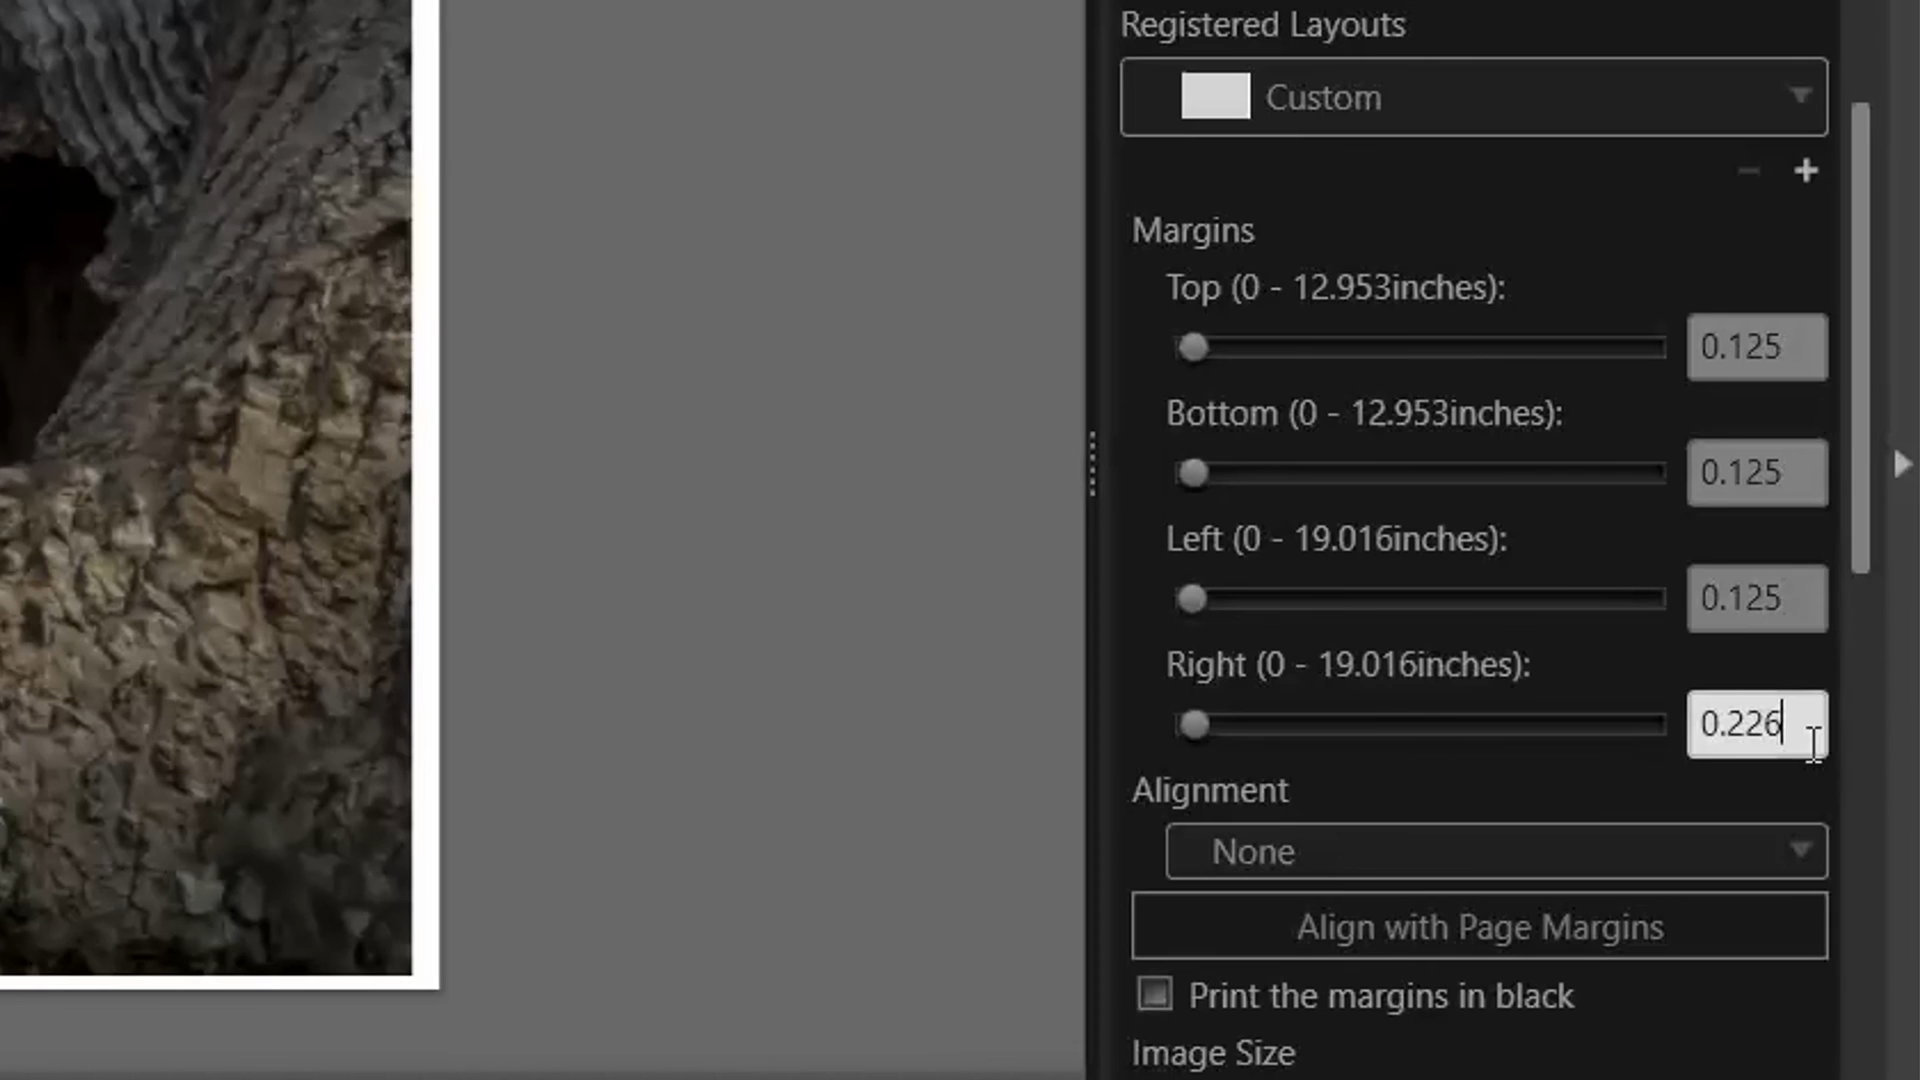 Registered Layouts
Custom
Margins
Top (0 - 12.953inches):
0.125
Bottom (0 - 12.953inches):
0.125
Left (0 - 19.016inches):
0.125
Right (0 - 19.016inches):
0.226
Alignment
None
Align with Page Margins
Print the margins in black
Image Size